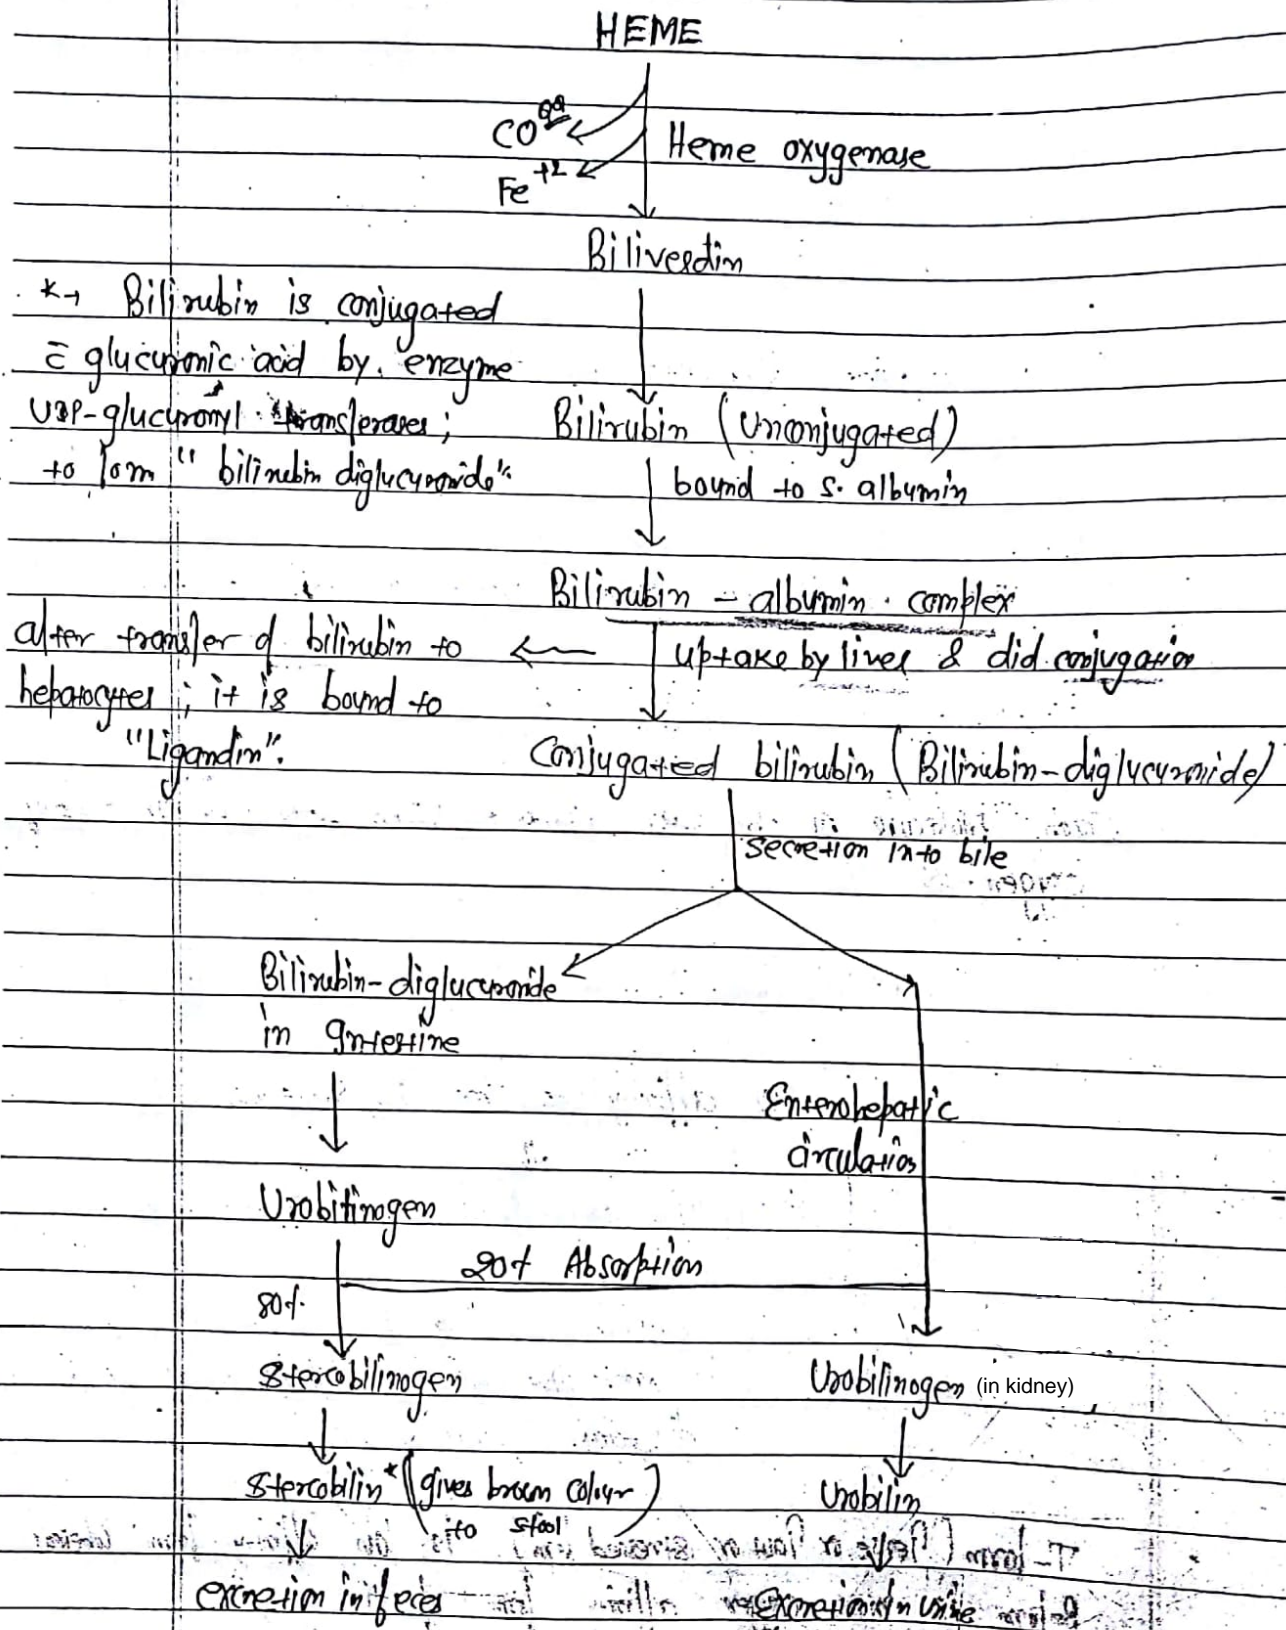 HEME
CO
Fe +2
Heme oxygenase
Biliverdin
*→ Bilirubin is conjugated
c̄ glucuronic acid by enzyme
UDP-glucuronyl transferases;
to form "bilirubin diglucuronide".
Bilirubin (Unconjugated)
bound to s. albumin
Bilirubin - albumin complex
uptake by liver & did conjugation
after transfer of bilirubin to
hepatocytes; it is bound to
"Ligandin".
Conjugated bilirubin (Bilirubin-diglucuronide)
secretion into bile
Bilirubin-diglucuronide
in Intestine
Enterohepatic
circulation
Urobilinogen
20% Absorption
80%
Stercobilinogen
Urobilinogen (in kidney)
Stercobilin* (gives brown colour
to stool)
Urobilin
excretion in feces
Excretion in urine